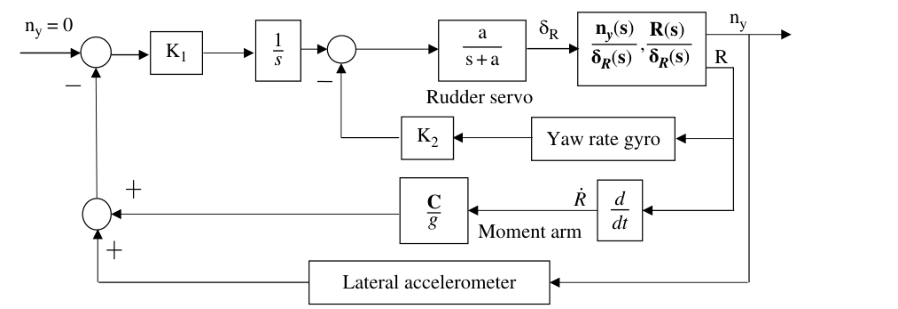 n_y = 0
K_1
1
s
a
s + a
δ_R
n_y(s) , R(s)
δ_R(s) δ_R(s)
n_y
R
Rudder servo
K_2
Yaw rate gyro
C
g
Ṙ
d
dt
Moment arm
Lateral accelerometer
−
−
+
+